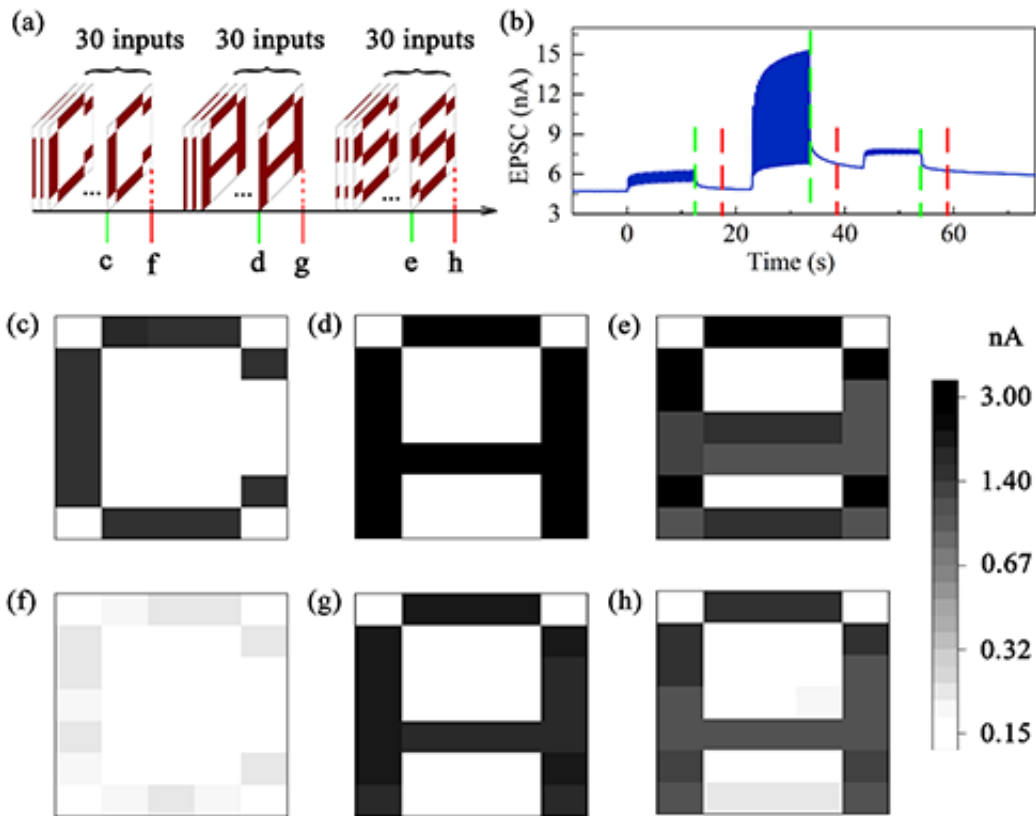 (a)
30 inputs 30 inputs 30 inputs
... ... ...
c f d g e h
(b)
EPSC (nA)
15
12
9
6
3
0 20 40 60
Time (s)
(c) (d) (e)
nA
3.00
1.40
0.67
0.32
0.15
(f) (g) (h)